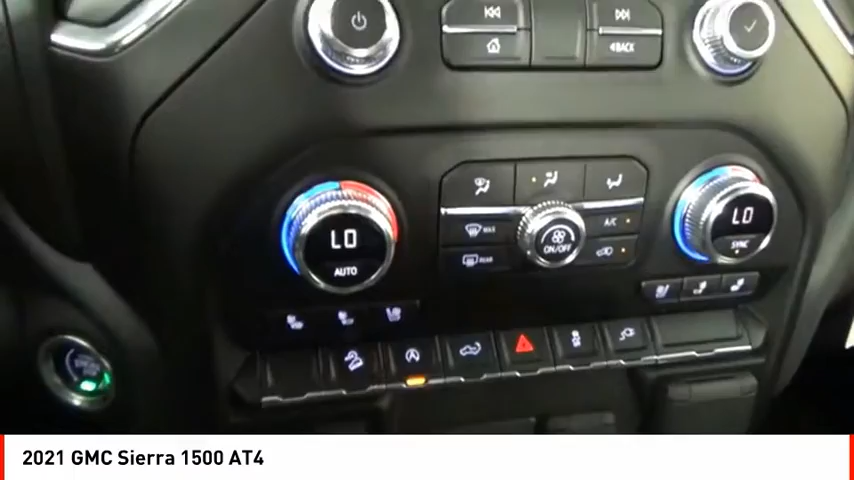 BACK
LO
AUTO
MAX
REAR
ON/OFF
A/C
LO
SYNC
2021 GMC Sierra 1500 AT4